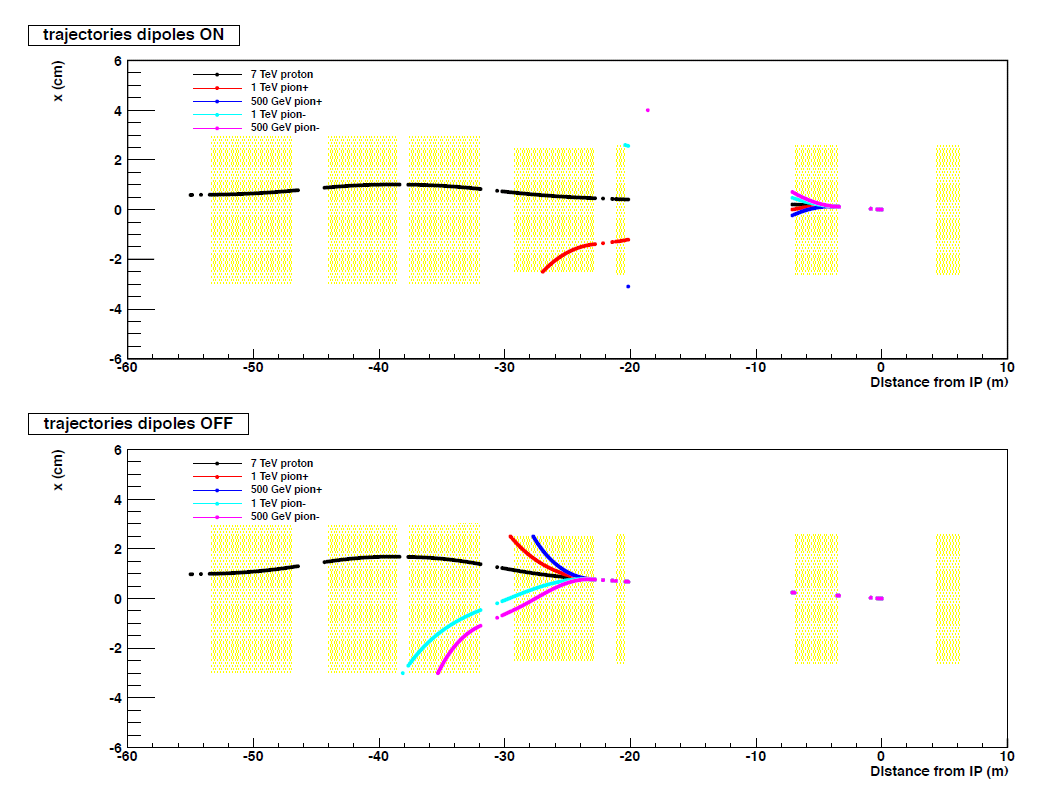 trajectories dipoles ON
x (cm)
7 TeV proton
1 TeV pion+
500 GeV pion+
1 TeV pion-
500 GeV pion-
6
4
2
0
-2
-4
-6
-60 -50 -40 -30 -20 -10 0 10
Distance from IP (m)
trajectories dipoles OFF
x (cm)
7 TeV proton
1 TeV pion+
500 GeV pion+
1 TeV pion-
500 GeV pion-
6
4
2
0
-2
-4
-6
-60 -50 -40 -30 -20 -10 0 10
Distance from IP (m)